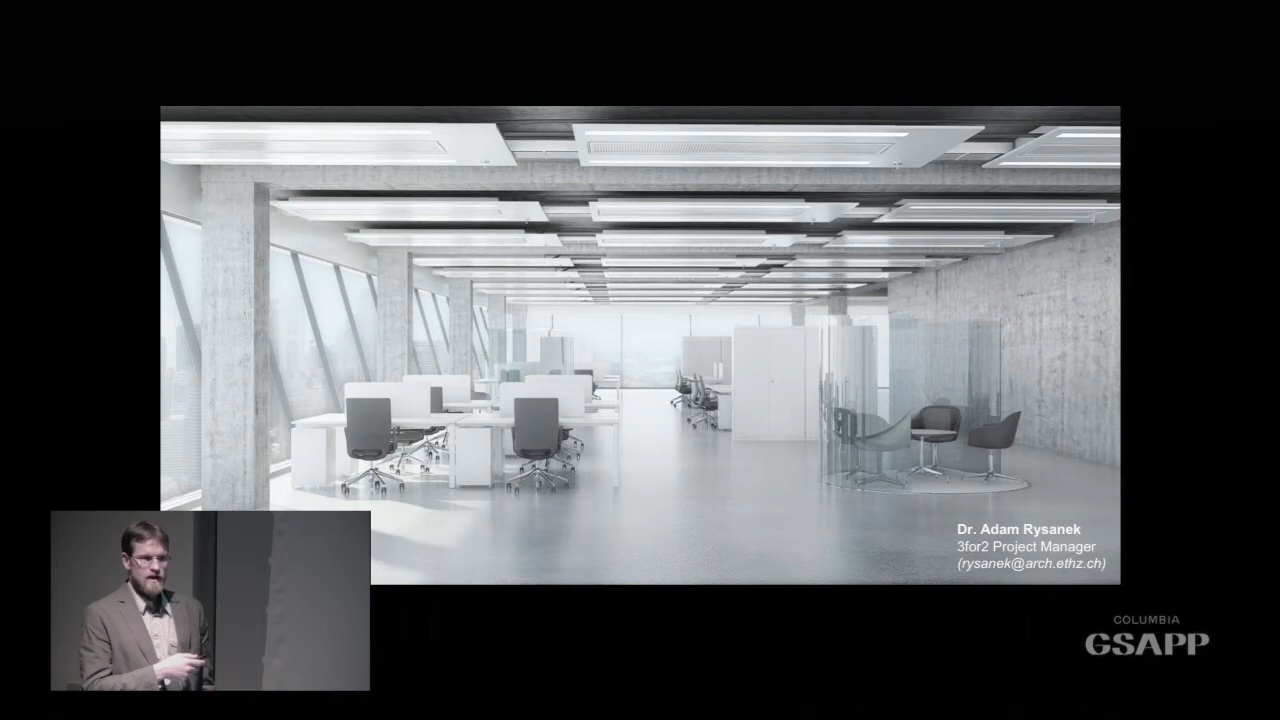 Dr. Adam Rysanek
3for2 Project Manager
(rysanek@arch.ethz.ch)
COLUMBIA
GSAPP